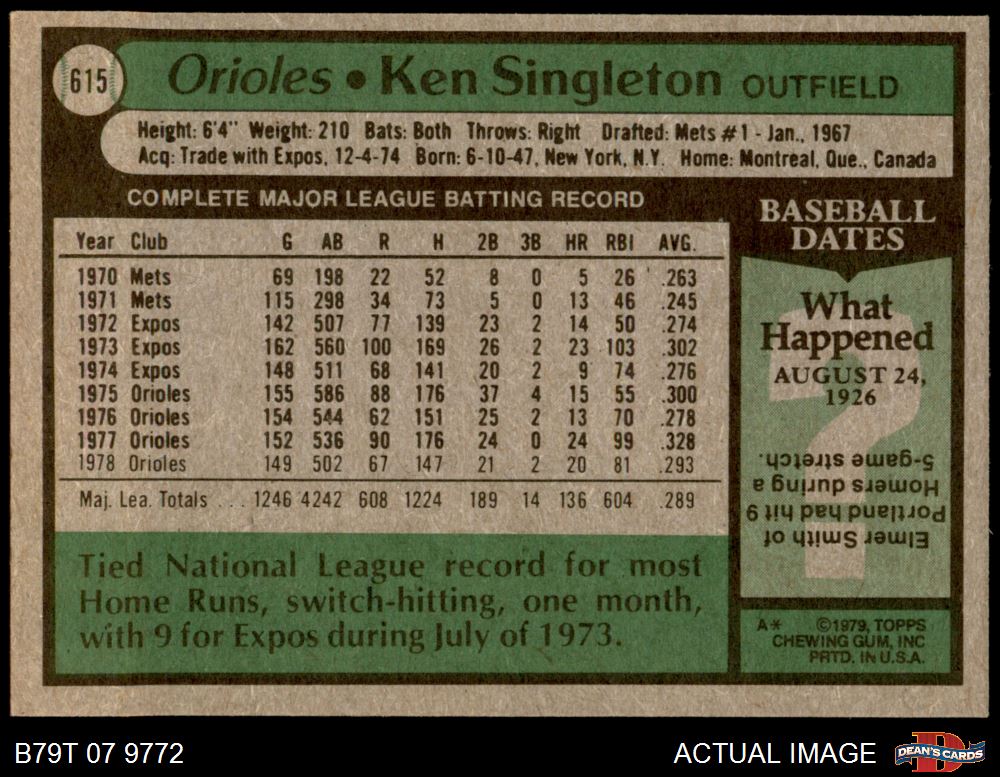 615
Orioles • Ken Singleton OUTFIELD
Height: 6'4" Weight: 210 Bats: Both Throws: Right Drafted: Mets #1 - Jan., 1967
Acq: Trade with Expos, 12-4-74 Born: 6-10-47, New York, N.Y. Home: Montreal, Que., Canada
COMPLETE MAJOR LEAGUE BATTING RECORD
Year Club G AB R H 2B 3B HR RBI AVG.
1970 Mets 69 198 22 52 8 0 5 26 .263
1971 Mets 115 298 34 73 5 0 13 46 .245
1972 Expos 142 507 77 139 23 2 14 50 .274
1973 Expos 162 560 100 169 26 2 23 103 .302
1974 Expos 148 511 68 141 20 2 9 74 .276
1975 Orioles 155 586 88 176 37 4 15 55 .300
1976 Orioles 154 544 62 151 25 2 13 70 .278
1977 Orioles 152 536 90 176 24 0 24 99 .328
1978 Orioles 149 502 67 147 21 2 20 81 .293
Maj. Lea. Totals ... 1246 4242 608 1224 189 14 136 604 .289
Tied National League record for most
Home Runs, switch-hitting, one month,
with 9 for Expos during July of 1973.
BASEBALL
DATES
What
Happened
AUGUST 24,
1926
?
Elmer Smith of
Portland had hit 9
Homers during a
5-game stretch.
A* ©1979, TOPPS
CHEWING GUM, INC
PRTD. IN U.S.A.
B79T 07 9772
ACTUAL IMAGE
D
DEAN'S CARDS